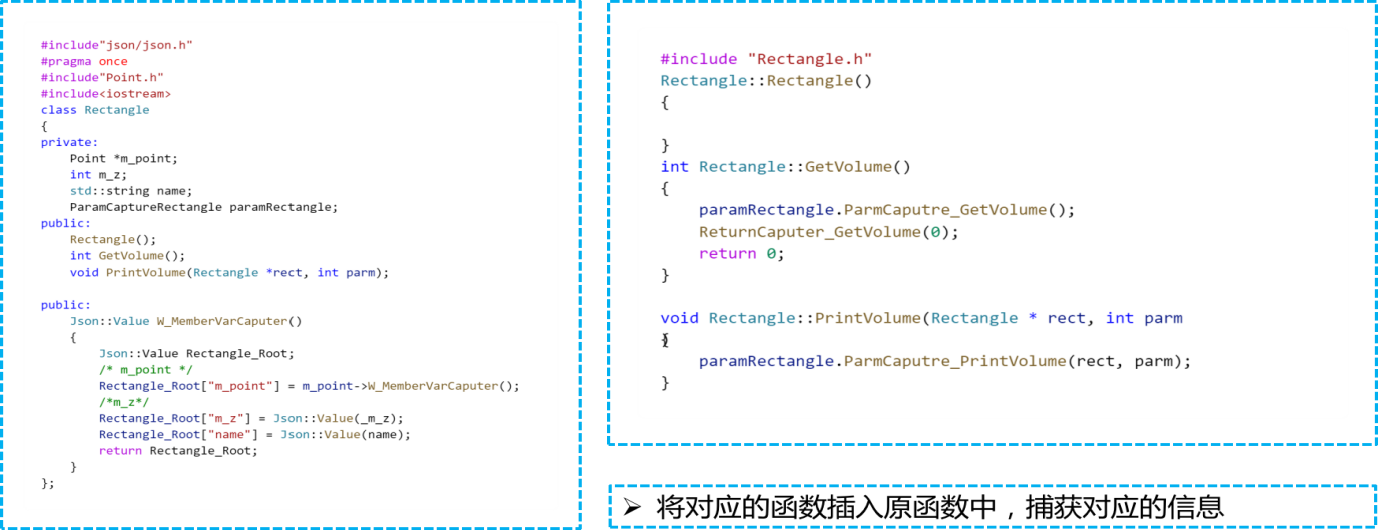 #include"json/json.h"
#pragma once
#include"Point.h"
#include<iostream>
class Rectangle
{
private:
    Point *m_point;
    int m_z;
    std::string name;
    ParamCaptureRectangle paramRectangle;
public:
    Rectangle();
    int GetVolume();
    void PrintVolume(Rectangle *rect, int parm);

public:
    Json::Value W_MemberVarCaputer()
    {
        Json::Value Rectangle_Root;
        /* m_point */
        Rectangle_Root["m_point"] = m_point->W_MemberVarCaputer();
        /*m_z*/
        Rectangle_Root["m_z"] = Json::Value(_m_z);
        Rectangle_Root["name"] = Json::Value(name);
        return Rectangle_Root;
    }
};
#include "Rectangle.h"
Rectangle::Rectangle()
{

}
int Rectangle::GetVolume()
{
    paramRectangle.ParmCaputre_GetVolume();
    ReturnCaputer_GetVolume(0);
    return 0;
}

void Rectangle::PrintVolume(Rectangle * rect, int parm
{
    paramRectangle.ParmCaputre_PrintVolume(rect, parm);
}
➢ 将对应的函数插入原函数中，捕获对应的信息